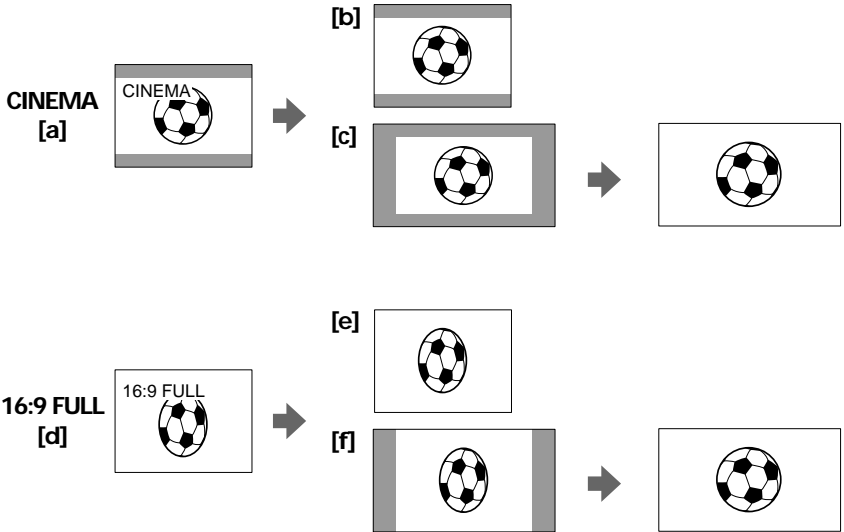 [b]
CINEMA
[a]
CINEMA
[c]
[e]
16:9 FULL
[d]
16:9 FULL
[f]